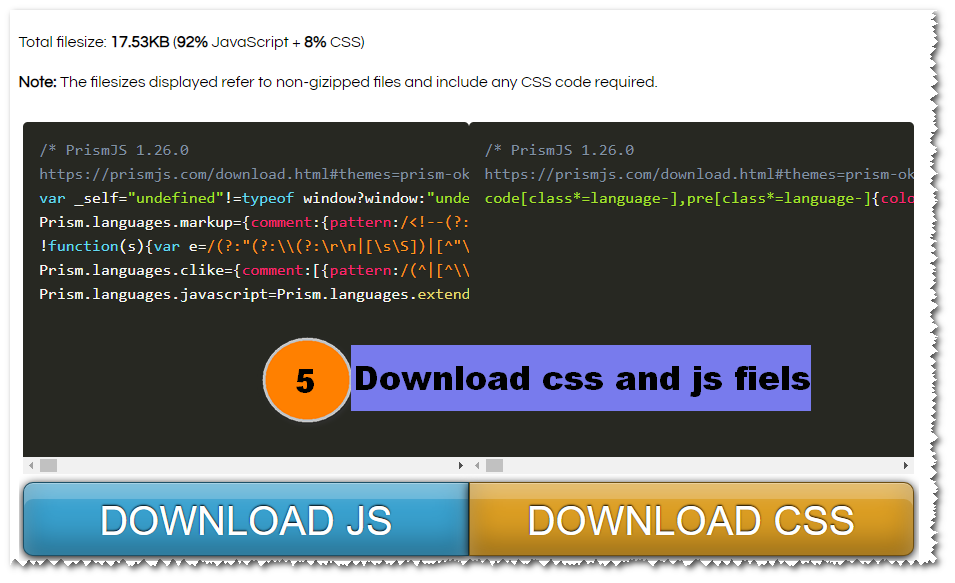 Total filesize: 17.53KB (92% JavaScript + 8% CSS)
Note: The filesizes displayed refer to non-gizipped files and include any CSS code required.
/* PrismJS 1.26.0
https://prismjs.com/download.html#themes=prism-ok
var _self="undefined"!=typeof window?window:"unde
Prism.languages.markup={comment:{pattern:/<!--(?:
!function(s){var e=/(?:"(?:\\(?:\r\n|[\s\S])|[^"\
Prism.languages.clike={comment:[{pattern:/(^|[^\\
Prism.languages.javascript=Prism.languages.extend
/* PrismJS 1.26.0
https://prismjs.com/download.html#themes=prism-ok
code[class*=language-],pre[class*=language-]{colo
5 Download css and js fiels
DOWNLOAD JS
DOWNLOAD CSS